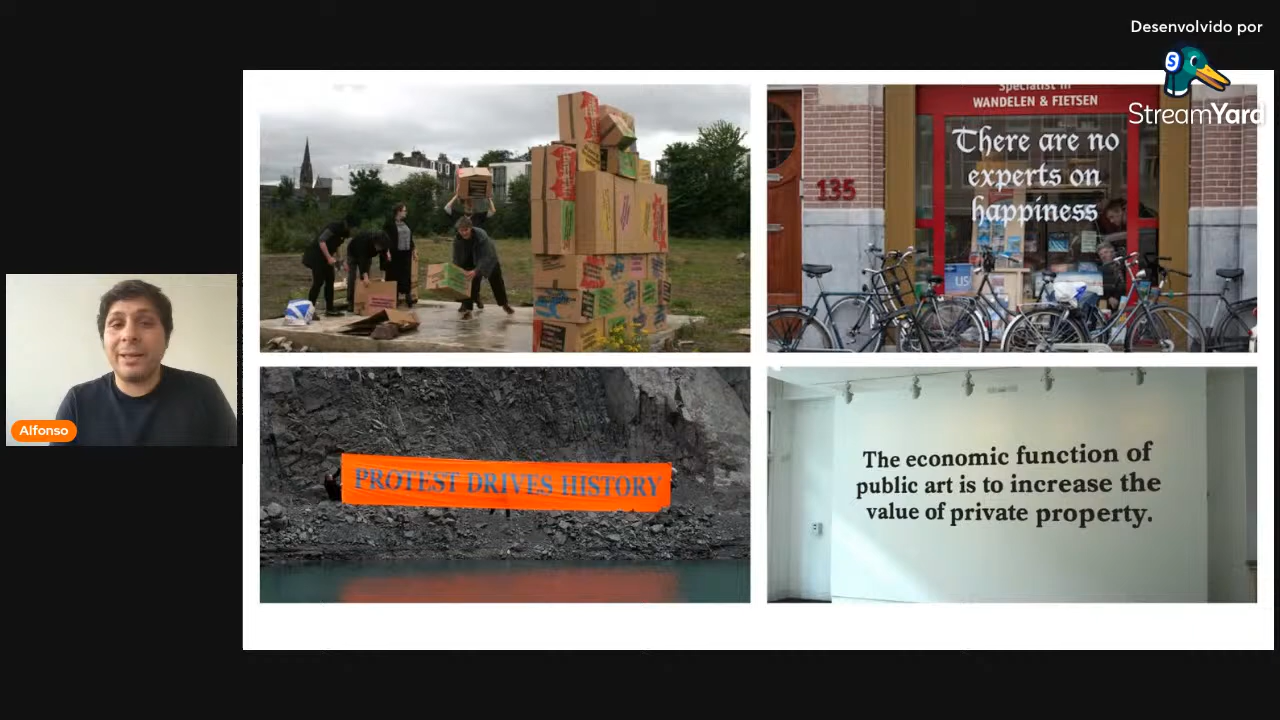 Desenvolvido por
StreamYard
Specialist in
WANDELEN & FIETSEN
There are no
experts on
happiness
135
US
Alfonso
PROTEST DRIVES HISTORY
The economic function of
public art is to increase the
value of private property.